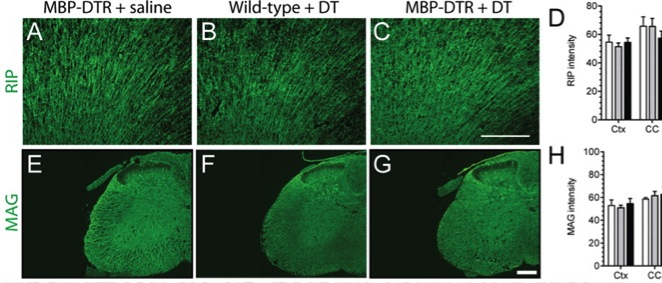 MBP-DTR + saline Wild-type + DT MBP-DTR + DT
A B C D
RIP
RIP intensity
80
60
40
20
0
Ctx CC
E F G H
MAG
MAG intensity
100
80
60
40
20
0
Ctx CC